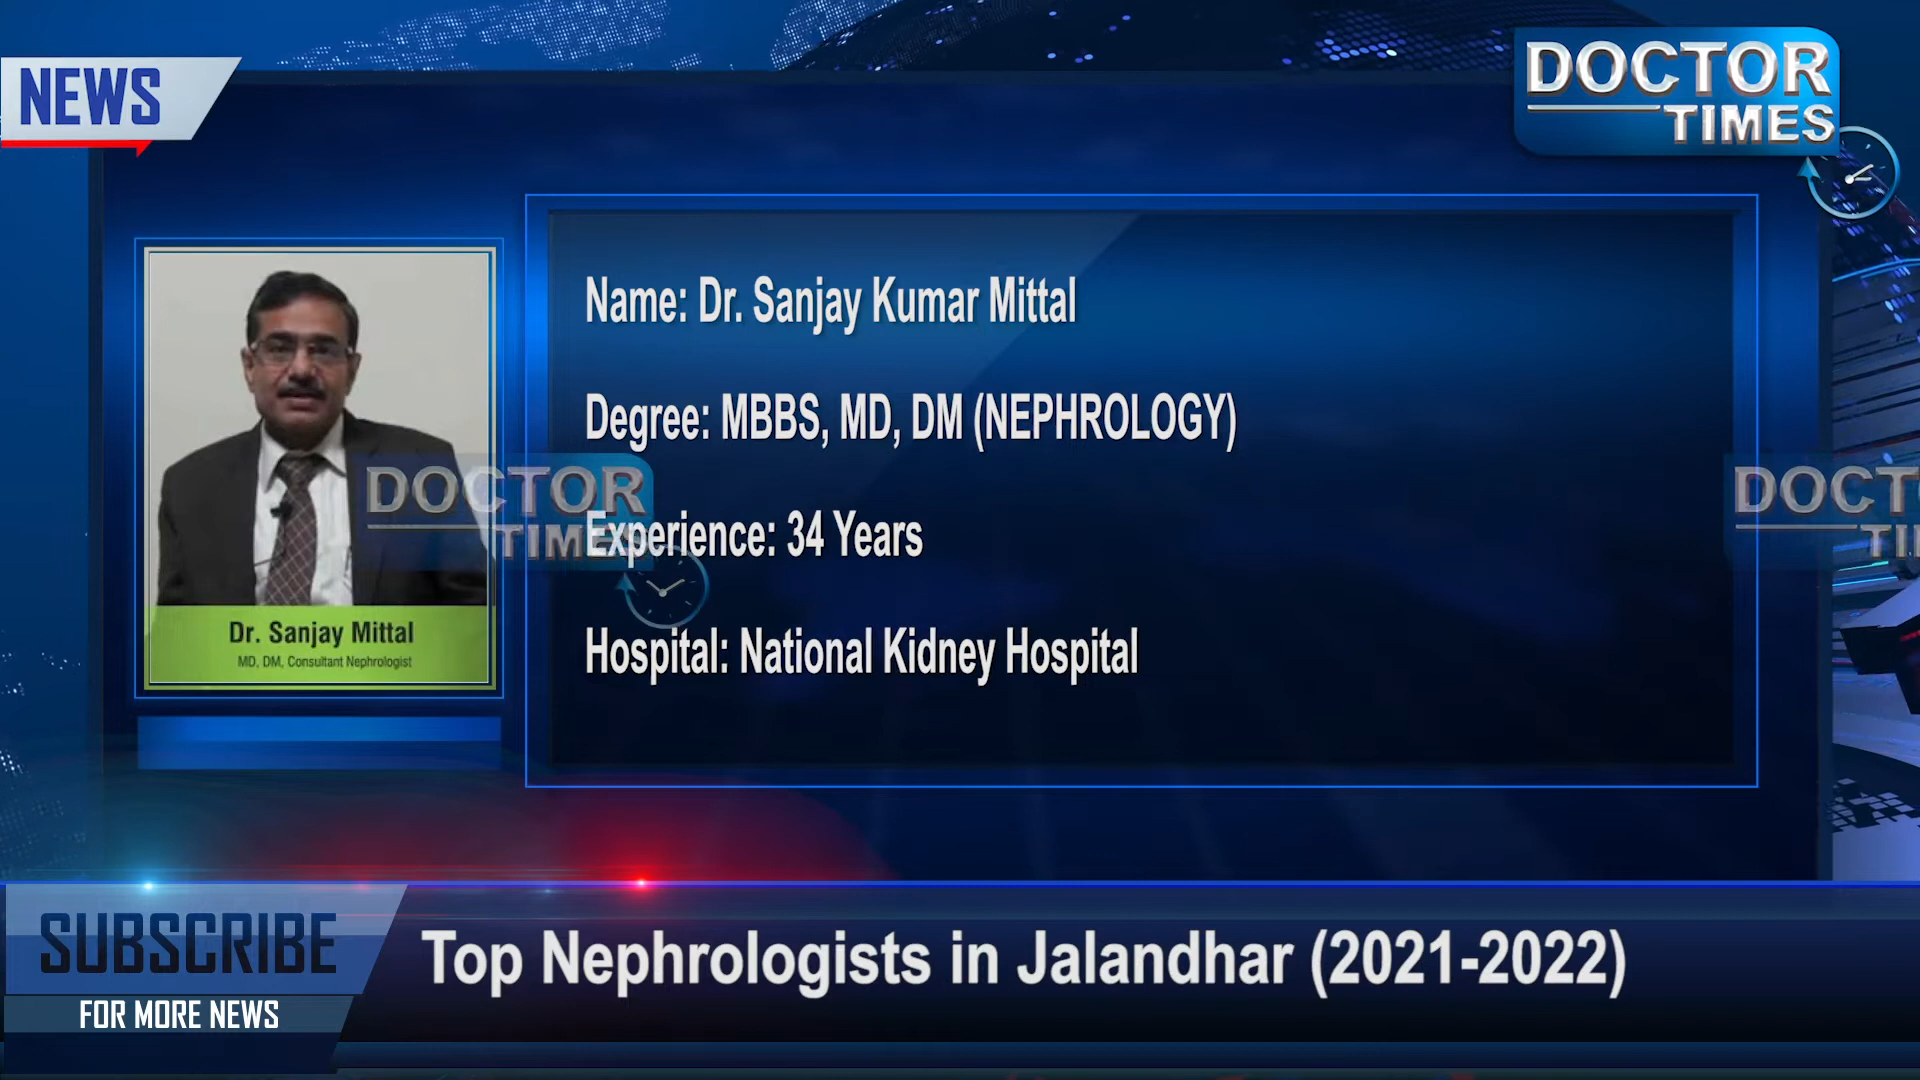 NEWS
DOCTOR
TIMES
Name: Dr. Sanjay Kumar Mittal
Degree: MBBS, MD, DM (NEPHROLOGY)
Experience: 34 Years
Hospital: National Kidney Hospital
Dr. Sanjay Mittal
MD, DM, Consultant Nephrologist
DOCTOR
TIMES
DOCT
TI
SUBSCRIBE
FOR MORE NEWS
Top Nephrologists in Jalandhar (2021-2022)